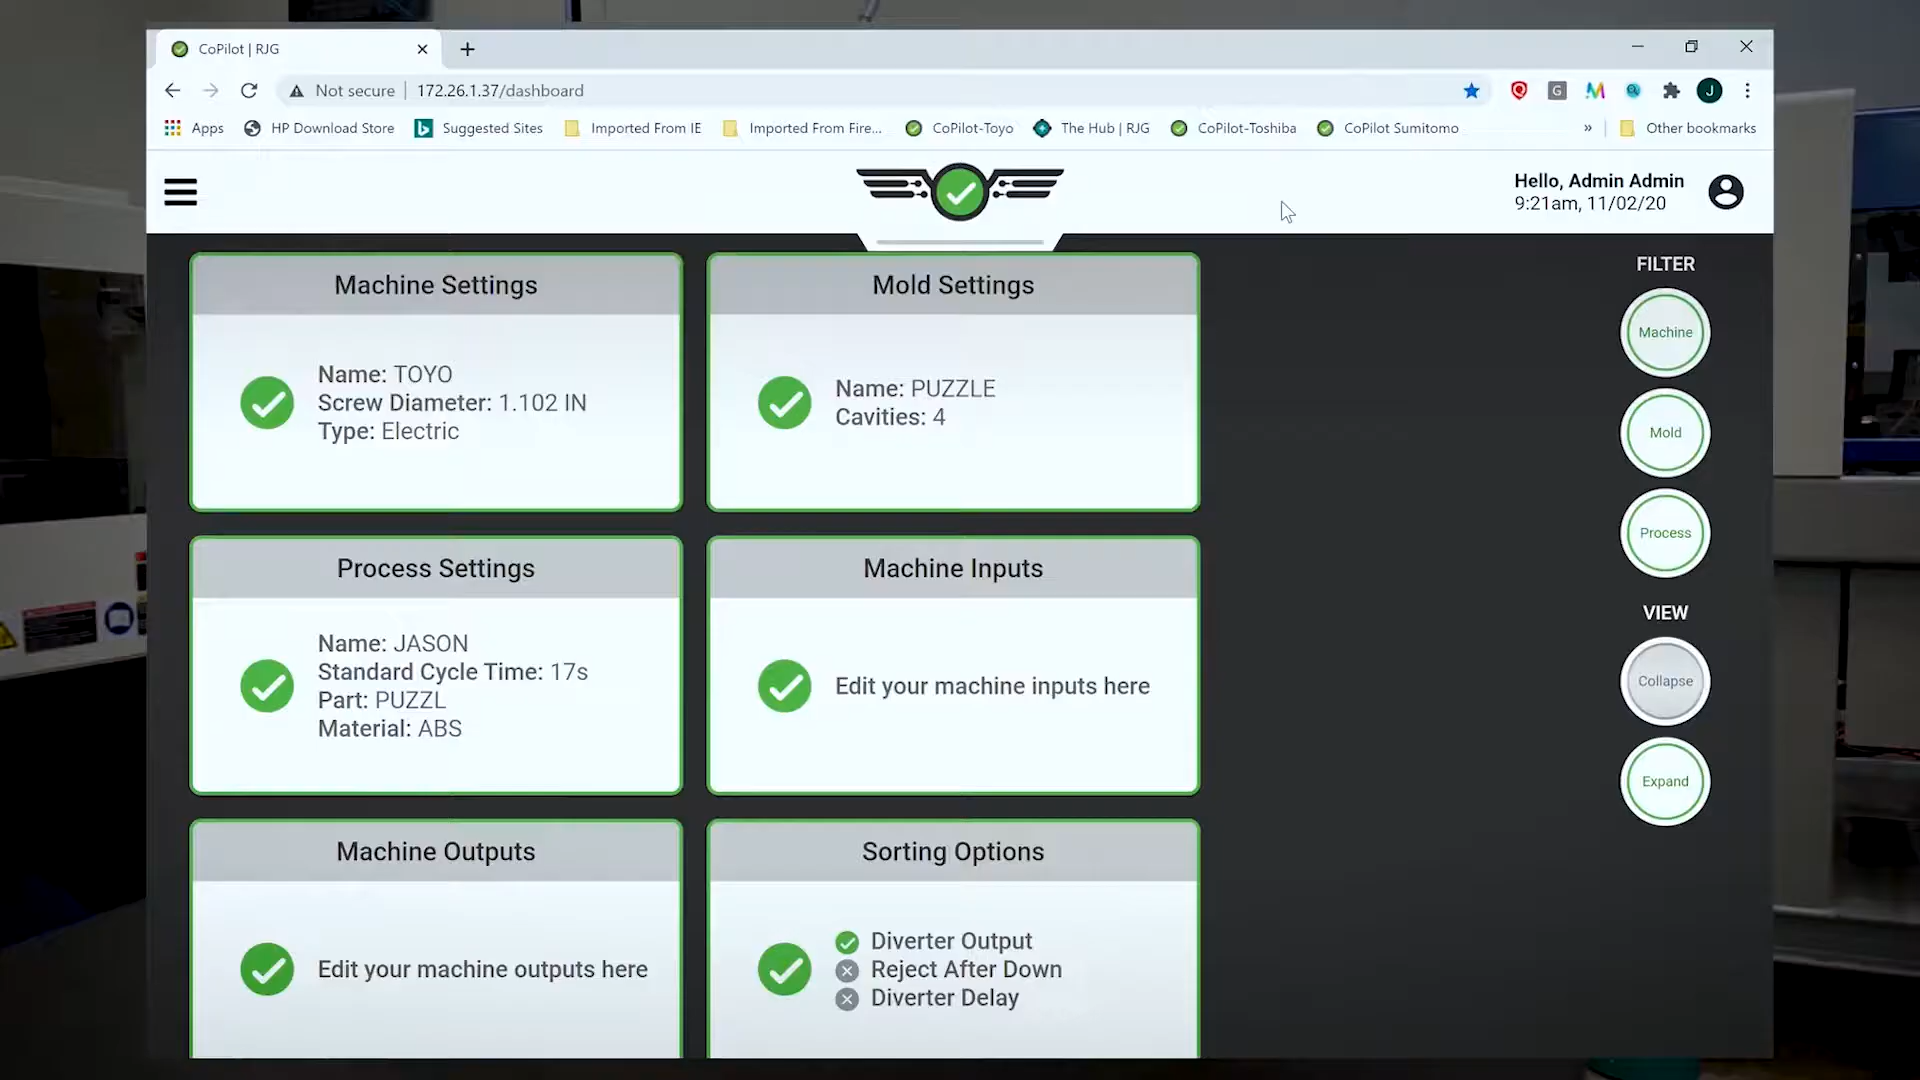 CoPilot | RJG
Not secure | 172.26.1.37/dashboard
G
J
Apps
HP Download Store
Suggested Sites
Imported From IE
Imported From Fire...
CoPilot-Toyo
The Hub | RJG
CoPilot-Toshiba
CoPilot Sumitomo
»
Other bookmarks
Hello, Admin Admin
9:21am, 11/02/20
Machine Settings
Name: TOYO
Screw Diameter: 1.102 IN
Type: Electric
Mold Settings
Name: PUZZLE
Cavities: 4
Process Settings
Name: JASON
Standard Cycle Time: 17s
Part: PUZZL
Material: ABS
Machine Inputs
Edit your machine inputs here
Machine Outputs
Edit your machine outputs here
Sorting Options
Diverter Output
Reject After Down
Diverter Delay
FILTER
Machine
Mold
Process
VIEW
Collapse
Expand